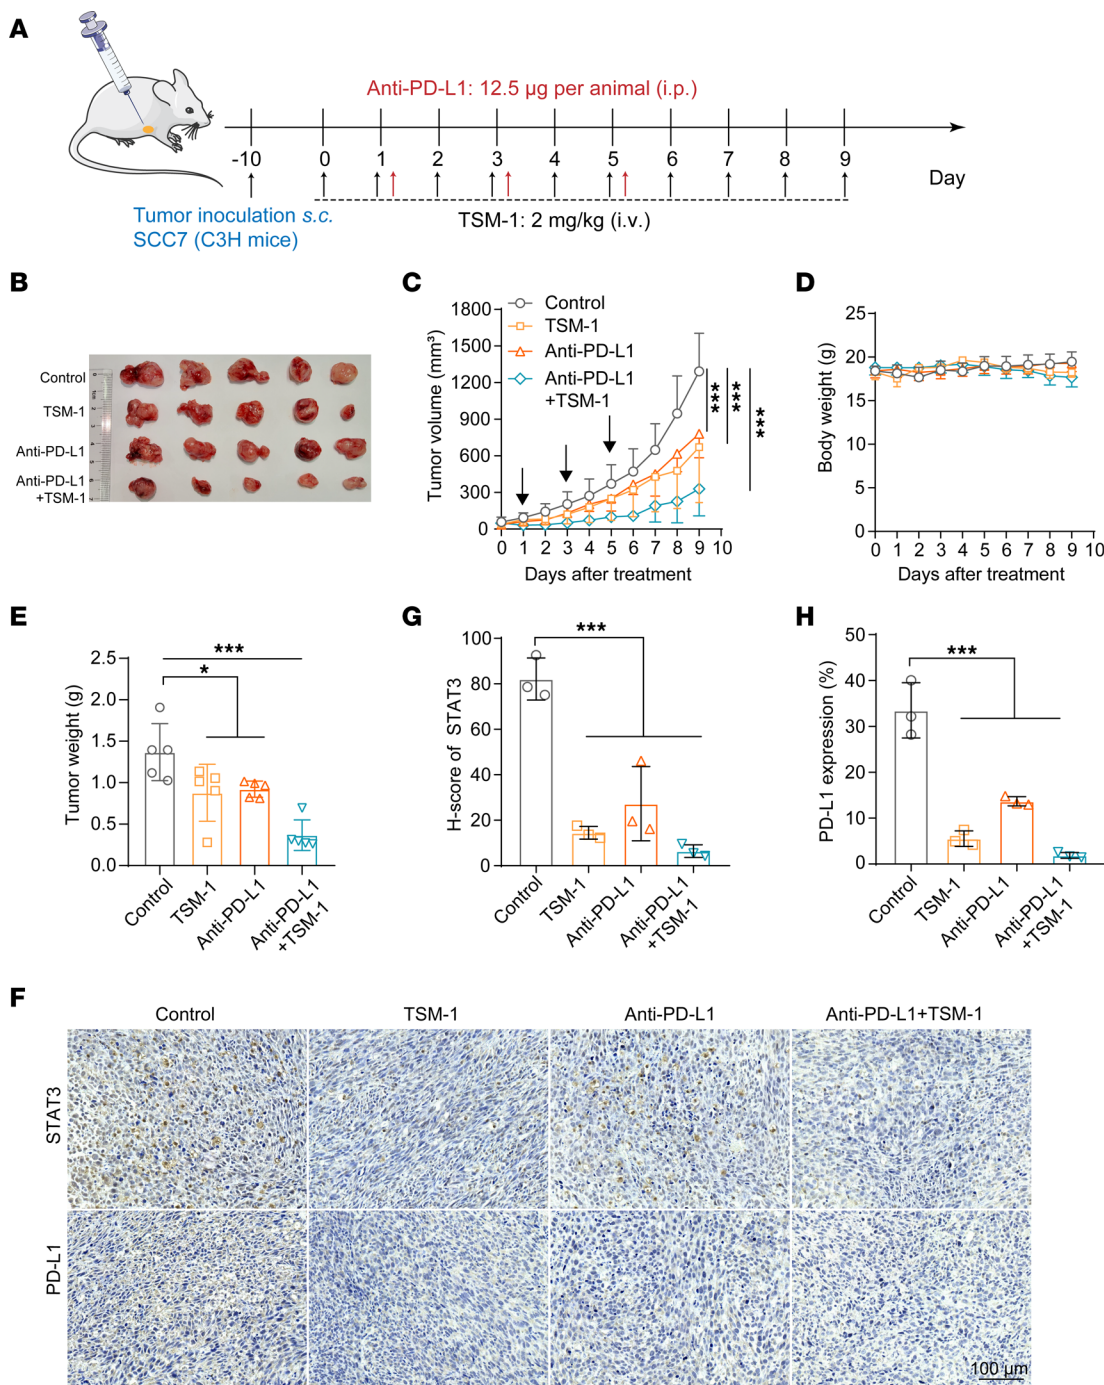 A
Anti-PD-L1: 12.5 µg per animal (i.p.)
-10 0 1 2 3 4 5 6 7 8 9
Day
Tumor inoculation s.c.
SCC7 (C3H mice)
TSM-1: 2 mg/kg (i.v.)
B
Control
TSM-1
Anti-PD-L1
Anti-PD-L1
+TSM-1
C
Control
TSM-1
Anti-PD-L1
Anti-PD-L1
+TSM-1
Tumor volume (mm³)
1800
1500
1200
900
600
300
0
***
***
***
0 1 2 3 4 5 6 7 8 9 10
Days after treatment
D
Body weight (g)
25
20
15
10
5
0
0 1 2 3 4 5 6 7 8 9 10
Days after treatment
E
Tumor weight (g)
2.5
2.0
1.5
1.0
0.5
0.0
***
*
Control
TSM-1
Anti-PD-L1
Anti-PD-L1
+TSM-1
G
H-score of STAT3
100
80
60
40
20
0
***
Control
TSM-1
Anti-PD-L1
Anti-PD-L1
+TSM-1
H
PD-L1 expression (%)
50
40
30
20
10
0
***
Control
TSM-1
Anti-PD-L1
Anti-PD-L1
+TSM-1
F
Control TSM-1 Anti-PD-L1 Anti-PD-L1+TSM-1
STAT3
PD-L1
100 µm